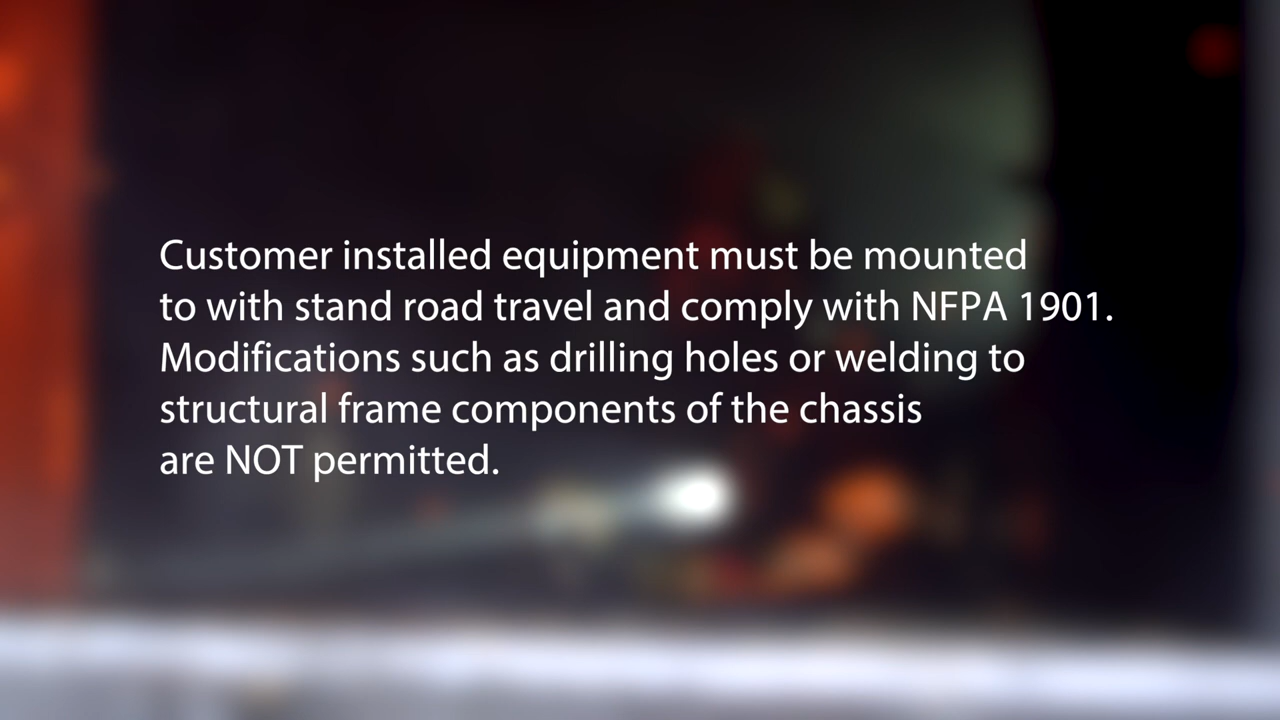 Customer installed equipment must be mounted
to with stand road travel and comply with NFPA 1901.
Modifications such as drilling holes or welding to
structural frame components of the chassis
are NOT permitted.